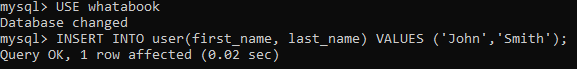 mysql> USE whatabook
Database changed
mysql> INSERT INTO user(first_name, last_name) VALUES ('John','Smith');
Query OK, 1 row affected (0.02 sec)